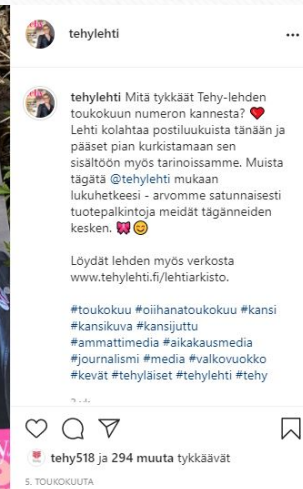 tehylehti
tehylehti Mitä tykkäät Tehy-lehden
toukokuun numeron kannesta? ❤️
Lehti kolahtaa postiluukuista tänään ja
pääset pian kurkistamaan sen
sisältöön myös tarinoissamme. Muista
tägätä @tehylehti mukaan
lukuhetkeesi - arvomme satunnaisesti
tuotepalkintoja meidät tägänneiden
kesken. 🎀😊
Löydät lehden myös verkosta
www.tehylehti.fi/lehtiarkisto.
#toukokuu #oiihanatoukokuu #kansi
#kansikuva #kansijuttu
#ammattimedia #aikakausmedia
#journalismi #media #valkovuokko
#kevät #tehyläiset #tehylehti #tehy
tehy518 ja 294 muuta tykkäävät
5. TOUKOKUUTA